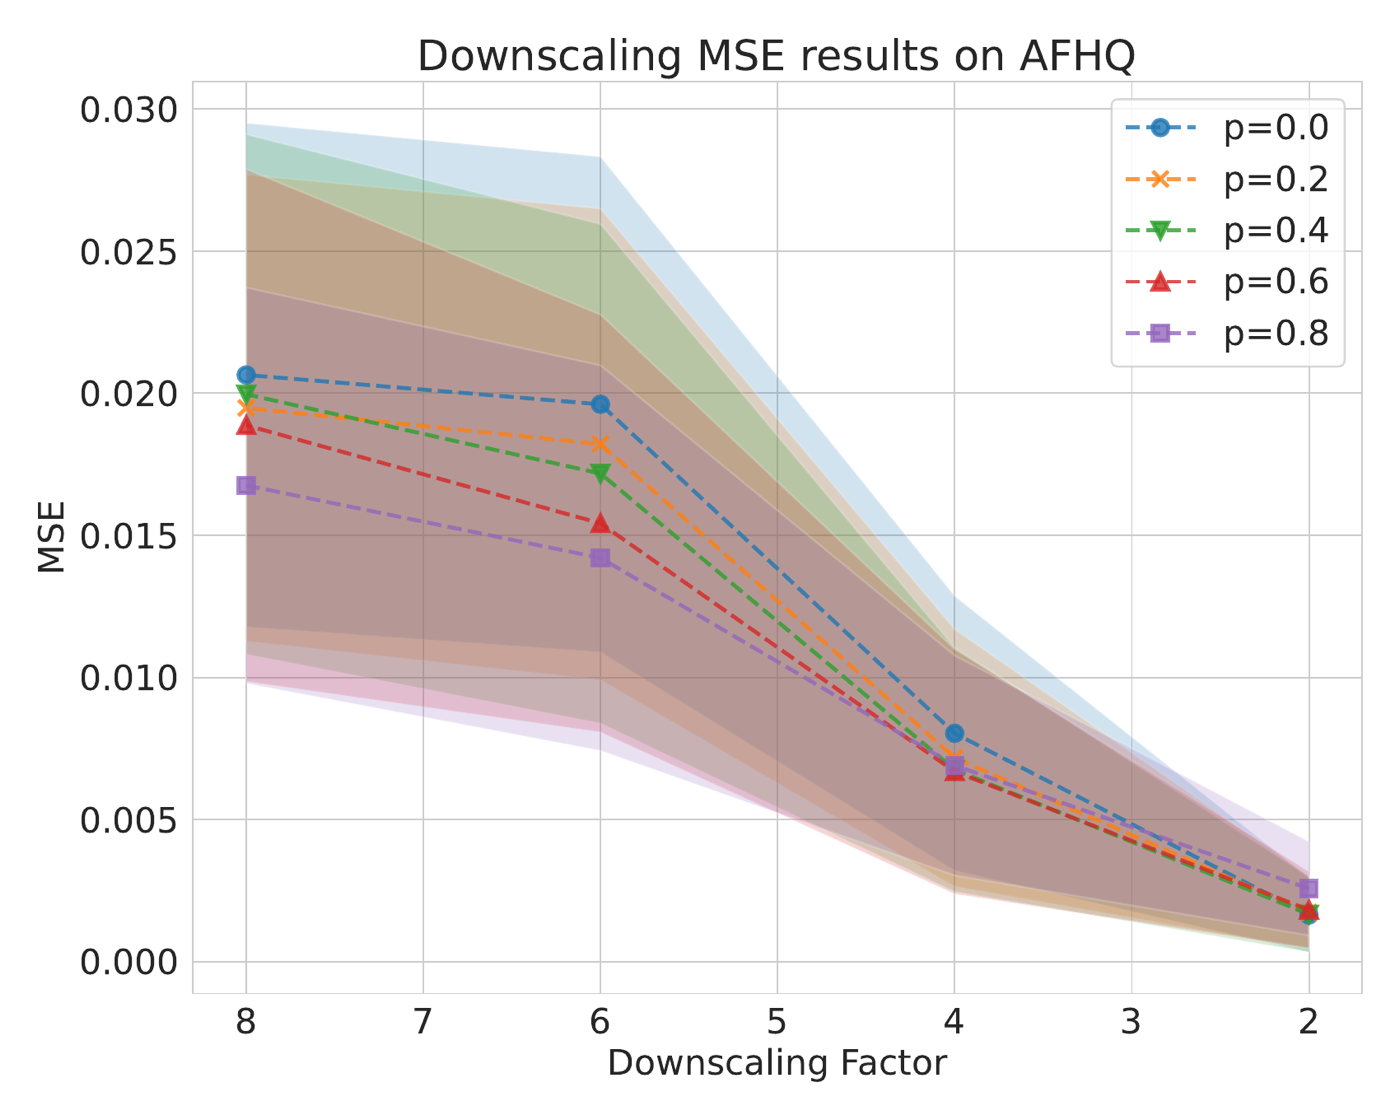 Downscaling MSE results on AFHQ
0.030
0.025
0.020
0.015
0.010
0.005
0.000
MSE
p=0.0
p=0.2
p=0.4
p=0.6
p=0.8
8 7 6 5 4 3 2
Downscaling Factor